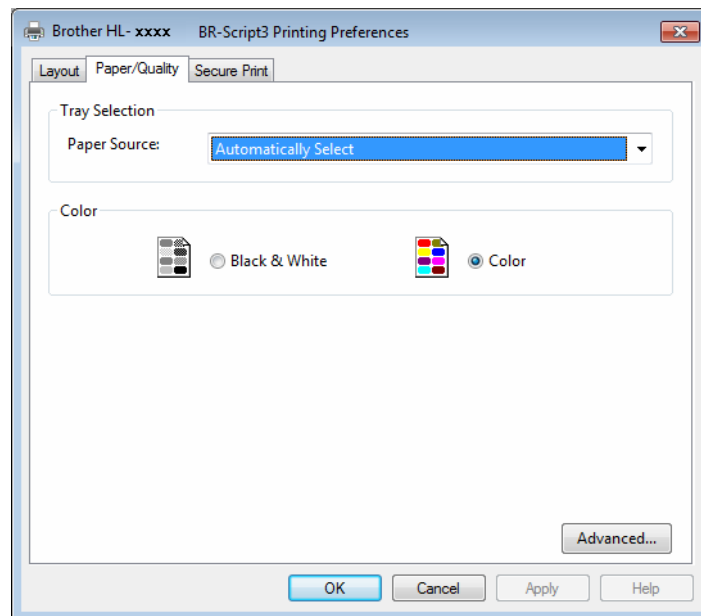 Brother HL- xxxx BR-Script3 Printing Preferences
Layout Paper/Quality Secure Print
Tray Selection
Paper Source: Automatically Select
Color
Black & White Color
Advanced...
OK Cancel Apply Help